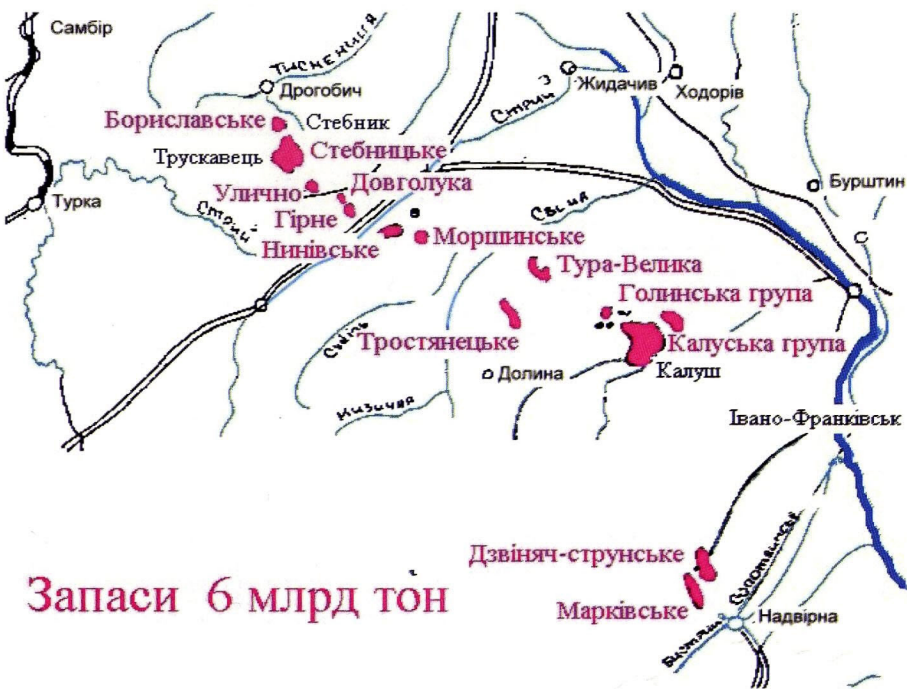 Самбір
Тисмениця
Дрогобич
З
Жидачив
Ходорів
Стрий
Бориславське
Стебник
Трускавець
Стебницьке
Улично
Довголука
Бурштин
Турка
Стрий
Гірне
Свіча
Нинівське
Моршинське
Тура-Велика
Голинська група
Тростянецьке
Калуська група
Долина
Калуш
Івано-Франківськ
Дзвіняч-струнське
Запаси 6 млрд тон
Марківське
Надвірна